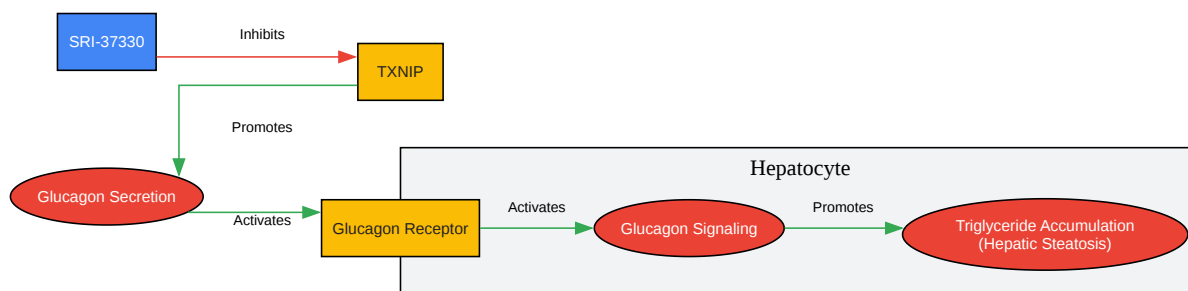 SRI-37330
Inhibits
TXNIP
Promotes
Hepatocyte
Glucagon Secretion
Activates
Glucagon Receptor
Activates
Glucagon Signaling
Promotes
Triglyceride Accumulation
(Hepatic Steatosis)